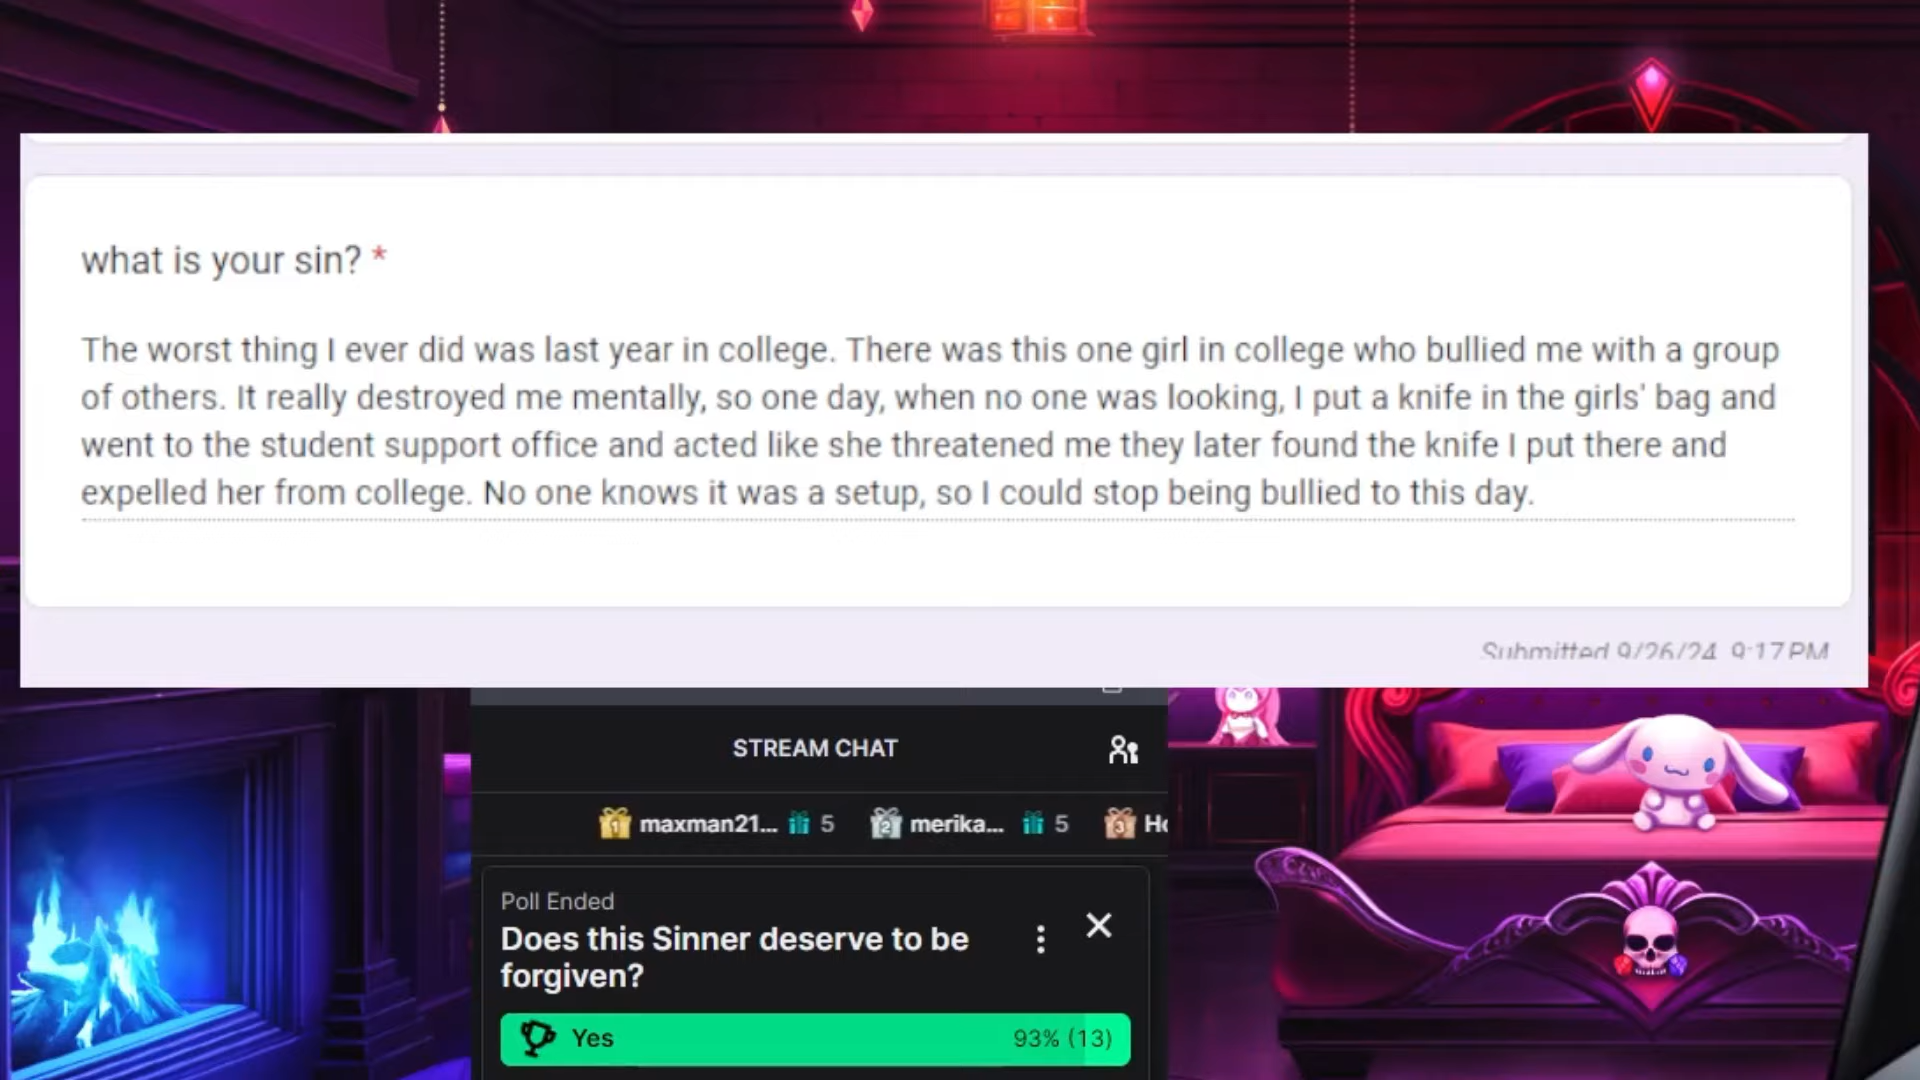 what is your sin? *
The worst thing I ever did was last year in college. There was this one girl in college who bullied me with a group
of others. It really destroyed me mentally, so one day, when no one was looking, I put a knife in the girls' bag and
went to the student support office and acted like she threatened me they later found the knife I put there and
expelled her from college. No one knows it was a setup, so I could stop being bullied to this day.
Submitted 9/26/24, 9:17 PM
STREAM CHAT
1 maxman21... 5 2 merika... 5 3 Ho
Poll Ended
Does this Sinner deserve to be
forgiven?
Yes 93% (13)